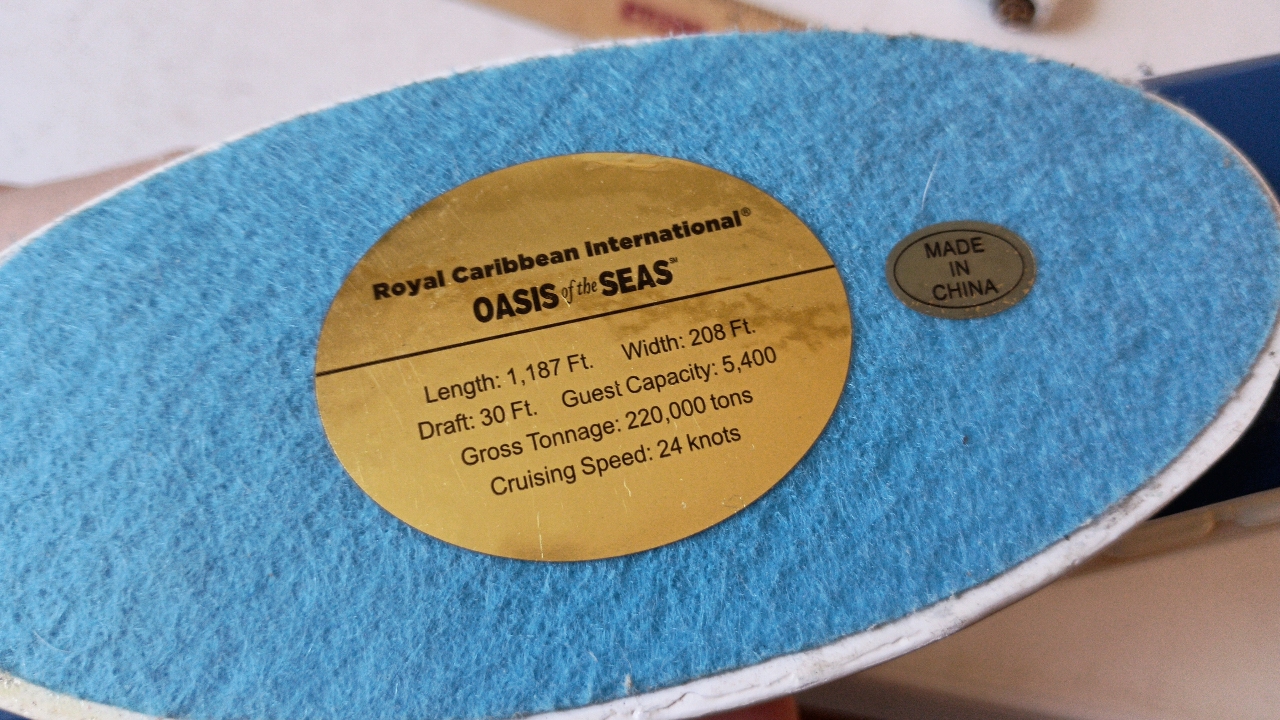 Royal Caribbean International®
OASIS of the SEAS℠
Length: 1,187 Ft. Width: 208 Ft.
Draft: 30 Ft. Guest Capacity: 5,400
Gross Tonnage: 220,000 tons
Cruising Speed: 24 knots
MADE
IN
CHINA